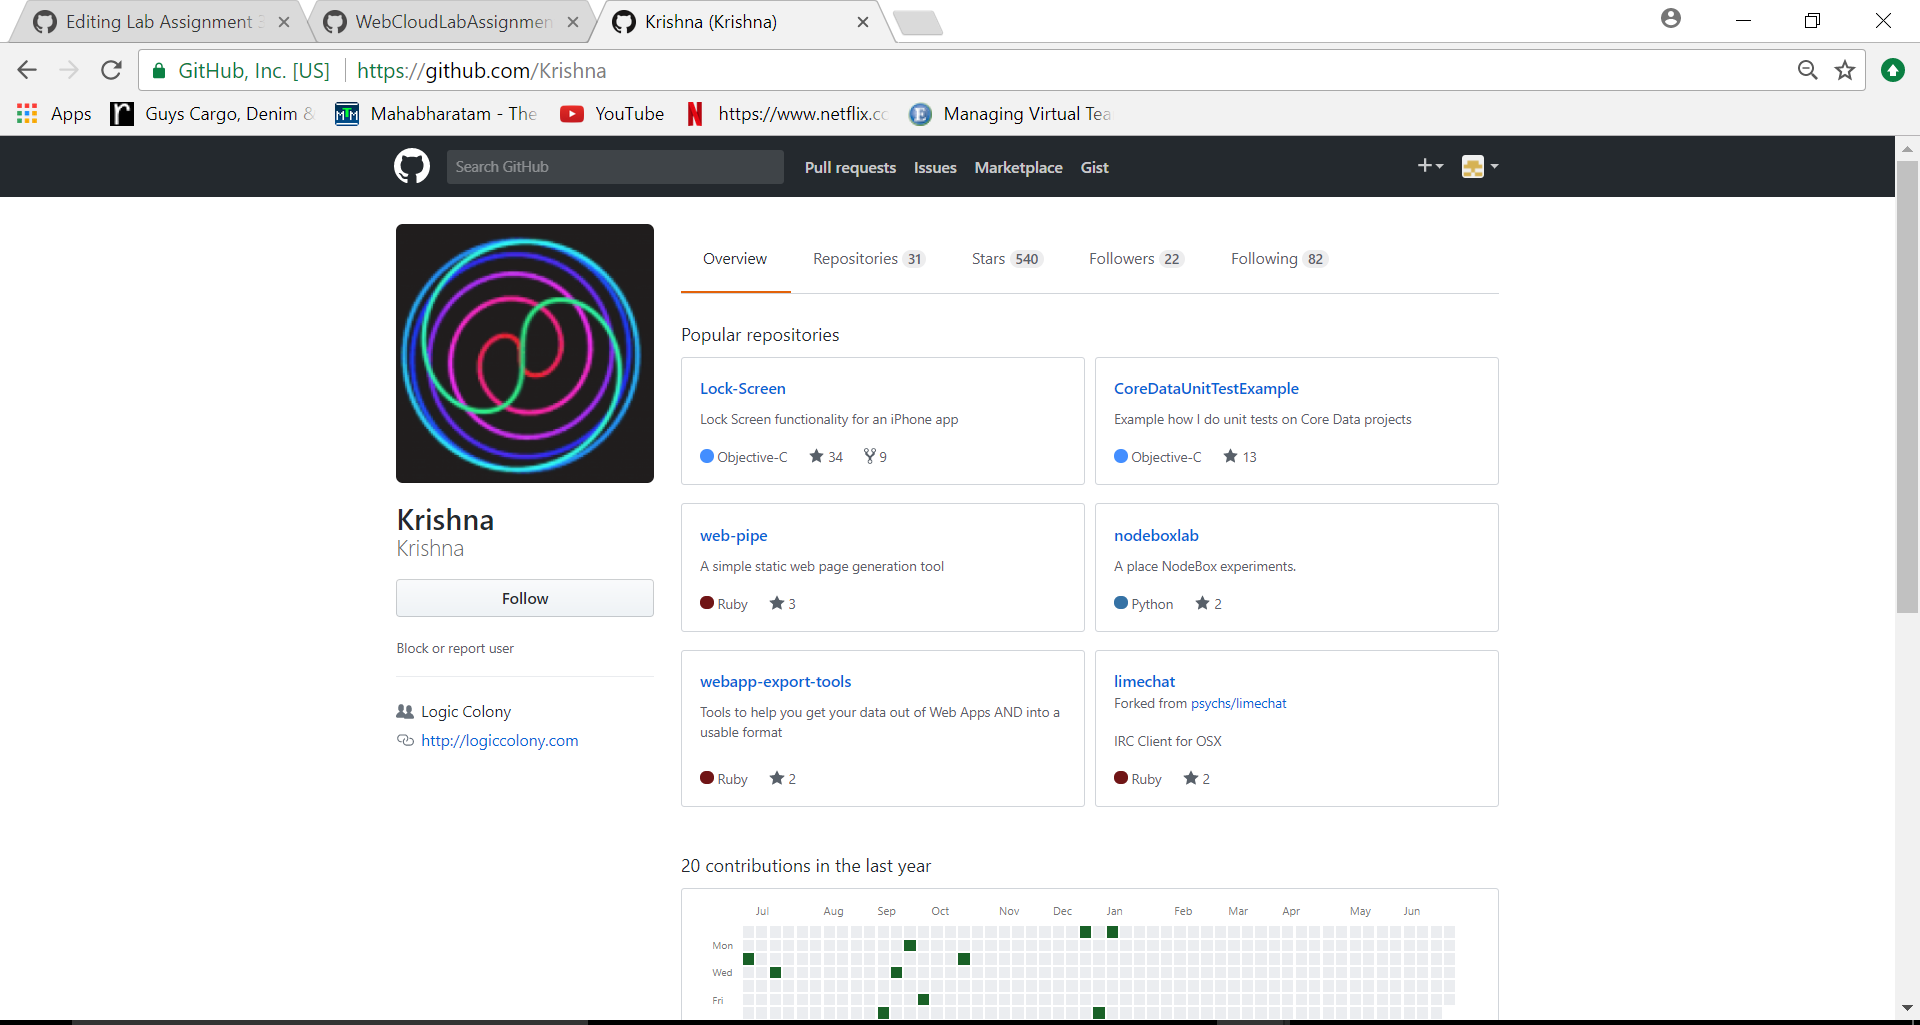 Editing Lab Assignment 3
WebCloudLabAssignmen
Krishna (Krishna)
GitHub, Inc. [US]
https://github.com/Krishna
Apps
Guys Cargo, Denim &
MTM
Mahabharatam - The
YouTube
N
https://www.netflix.co
E
Managing Virtual Tea
Search GitHub
Pull requests
Issues
Marketplace
Gist
Overview
Repositories 31
Stars 540
Followers 22
Following 82
Krishna
Krishna
Follow
Block or report user
Logic Colony
http://logiccolony.com
Popular repositories
Lock-Screen
Lock Screen functionality for an iPhone app
Objective-C 34 9
CoreDataUnitTestExample
Example how I do unit tests on Core Data projects
Objective-C 13
web-pipe
A simple static web page generation tool
Ruby 3
nodeboxlab
A place NodeBox experiments.
Python 2
webapp-export-tools
Tools to help you get your data out of Web Apps AND into a
usable format
Ruby 2
limechat
Forked from psychs/limechat
IRC Client for OSX
Ruby 2
20 contributions in the last year
Jul Aug Sep Oct Nov Dec Jan Feb Mar Apr May Jun
Mon
Wed
Fri